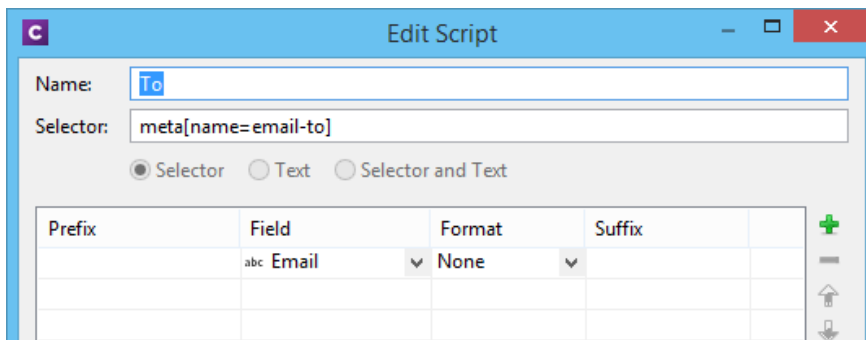 C
Edit Script
Name: To
Selector: meta[name=email-to]
Selector Text Selector and Text
Prefix Field Format Suffix
abc Email None